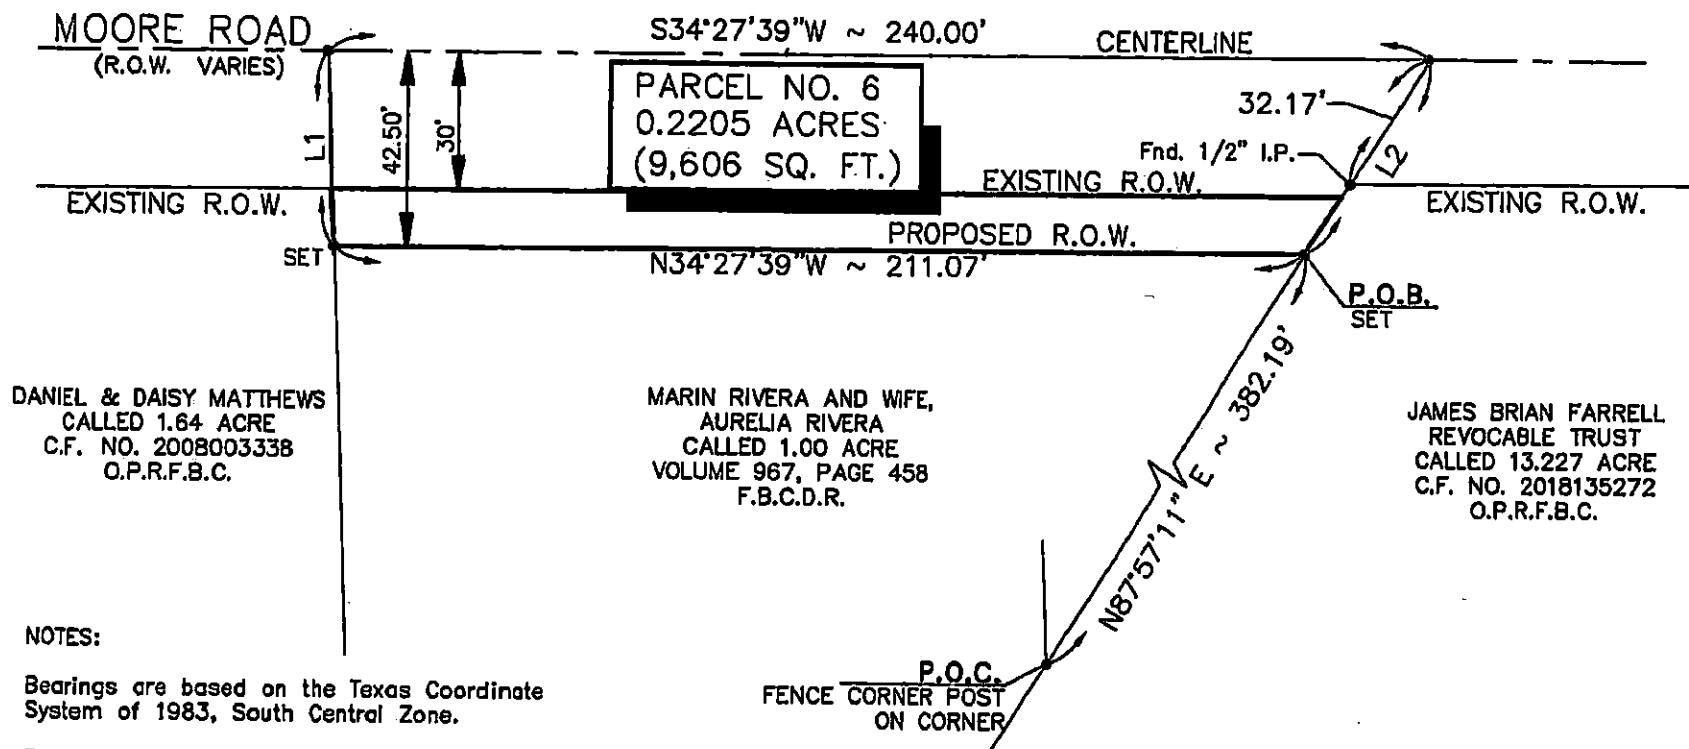 MOORE ROAD
(R.O.W. VARIES)
S34°27'39"W ~ 240.00'
CENTERLINE
PARCEL NO. 6
0.2205 ACRES
(9,606 SQ. FT.)
32.17'
L1
42.50'
30'
Fnd. 1/2" I.P.
L2
EXISTING R.O.W.
EXISTING R.O.W.
EXISTING R.O.W.
PROPOSED R.O.W.
SET
N34°27'39"W ~ 211.07'
P.O.B.
SET
DANIEL & DAISY MATTHEWS
CALLED 1.64 ACRE
C.F. NO. 2008003338
O.P.R.F.B.C.
MARIN RIVERA AND WIFE,
AURELIA RIVERA
CALLED 1.00 ACRE
VOLUME 967, PAGE 458
F.B.C.D.R.
N87°57'11" E ~ 382.19'
JAMES BRIAN FARRELL
REVOCABLE TRUST
CALLED 13.227 ACRE
C.F. NO. 2018135272
O.P.R.F.B.C.
P.O.C.
FENCE CORNER POST
ON CORNER
NOTES:
Bearings are based on the Texas Coordinate
System of 1983, South Central Zone.